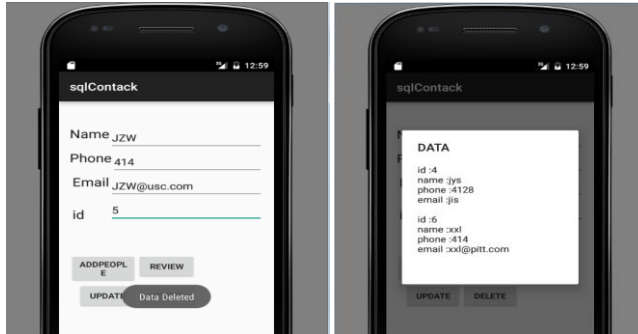 12:59
sqlContack
Name JZW
Phone 414
Email JZW@usc.com
id 5
ADDPEOPL
E
REVIEW
UPDATE
Data Deleted
12:59
sqlContack
DATA
id :4
name :jys
phone :4128
email :jis
id :6
name :xxl
phone :414
email :xxl@pitt.com
UPDATE DELETE